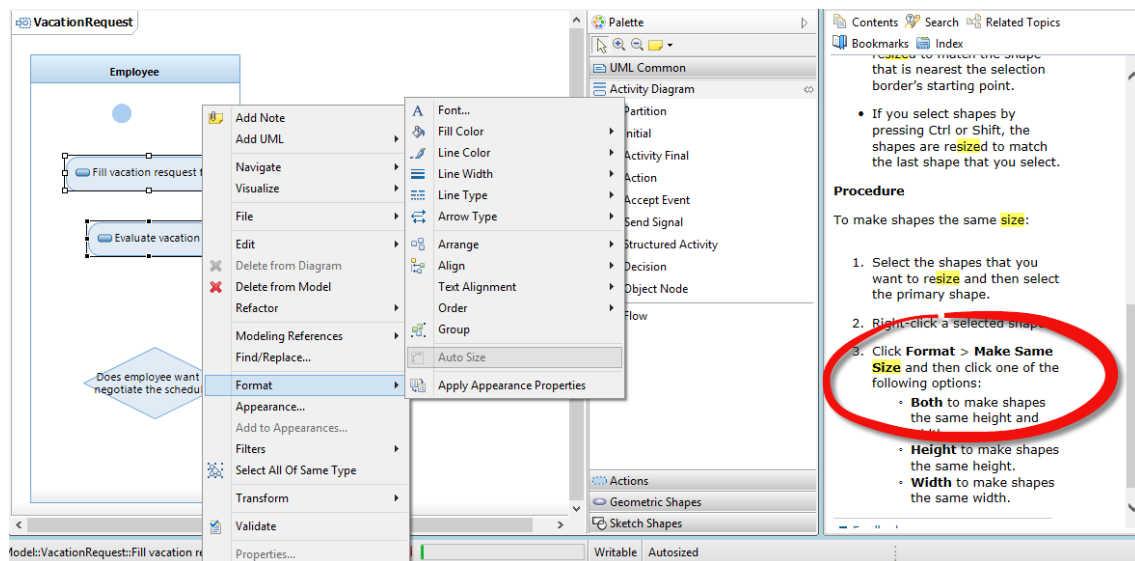 VacationRequest
Employee
Fill vacation resquest f
Evaluate vacation
Does employee want
negotiate the schedul
Add Note
Add UML
Navigate
Visualize
File
Edit
Delete from Diagram
Delete from Model
Refactor
Modeling References
Find/Replace...
Format
Appearance...
Add to Appearances...
Filters
Select All Of Same Type
Transform
Validate
Properties...
Font...
Fill Color
Line Color
Line Width
Line Type
Arrow Type
Arrange
Align
Text Alignment
Order
Group
Auto Size
Apply Appearance Properties
Palette
UML Common
Activity Diagram
Partition
nitial
Activity Final
Action
Accept Event
Send Signal
Structured Activity
Decision
Object Node
Flow
Actions
Geometric Shapes
Sketch Shapes
Model::VacationRequest::Fill vacation re
Writable Autosized
Contents Search Related Topics
Bookmarks Index
resized to match the shape
that is nearest the selection
border's starting point.
• If you select shapes by
pressing Ctrl or Shift, the
shapes are resized to match
the last shape that you select.
Procedure
To make shapes the same size:
1. Select the shapes that you
want to resize and then select
the primary shape.
2. Right-click a selected shape
3. Click Format > Make Same
Size and then click one of the
following options:
◦ Both to make shapes
the same height and
width
◦ Height to make shapes
the same height.
◦ Width to make shapes
the same width.